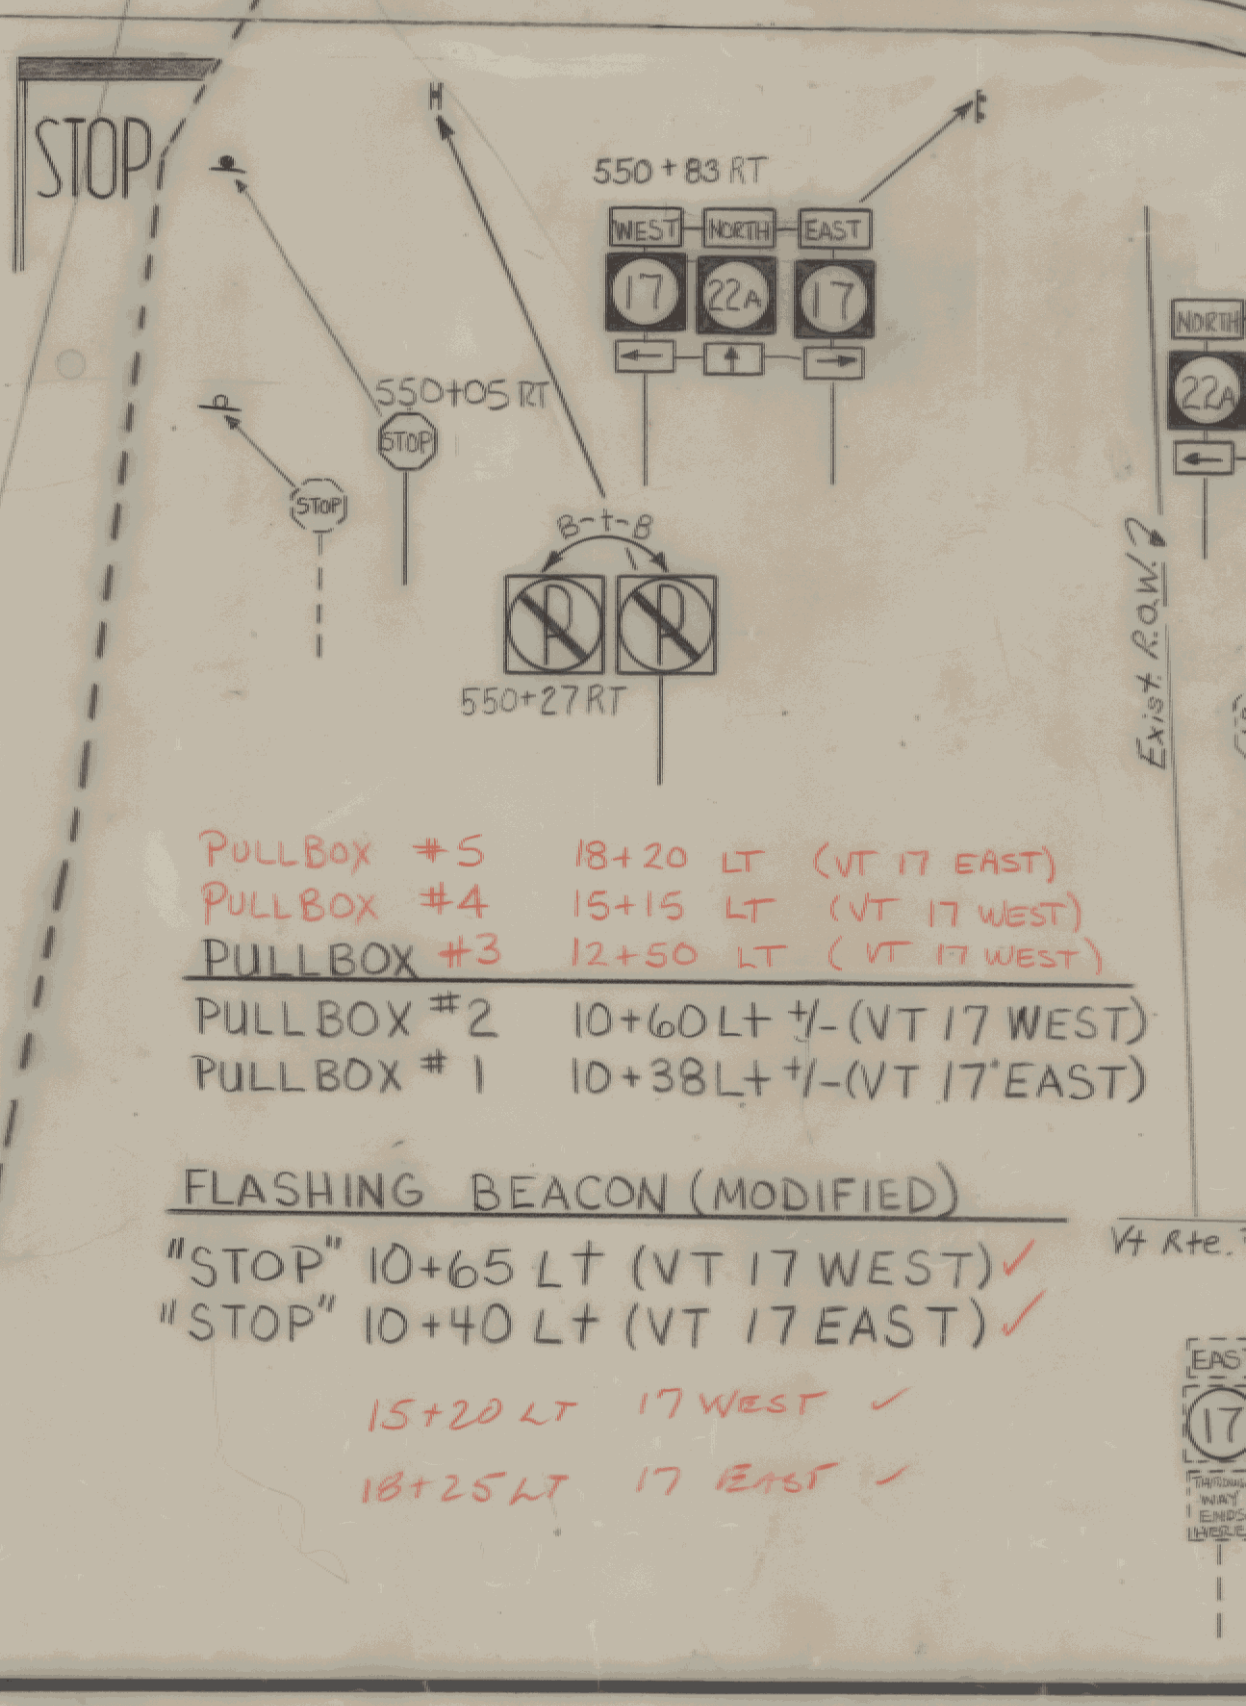 STOP
550+83 RT
WEST NORTH EAST
17 22A 17
NORTH
22A
550+05 RT
STOP
STOP
B-t-B
P P
550+27 RT
Exist. R.O.W. ?
PULLBOX #5 18+20 LT (VT 17 EAST)
PULLBOX #4 15+15 LT (VT 17 WEST)
PULLBOX #3 12+50 LT (VT 17 WEST)
PULLBOX #2 10+60 Lt +/- (VT 17 WEST)
PULLBOX # 1 10+38 Lt +/- (VT 17 EAST)
FLASHING BEACON (MODIFIED)
"STOP" 10+65 Lt (VT 17 WEST) ✓
"STOP" 10+40 Lt (VT 17 EAST) ✓
Vt Rte.
15+20 LT 17 WEST ✓
18+25 LT 17 EAST ✓
EAST
17
WAY
ENDS
HERE